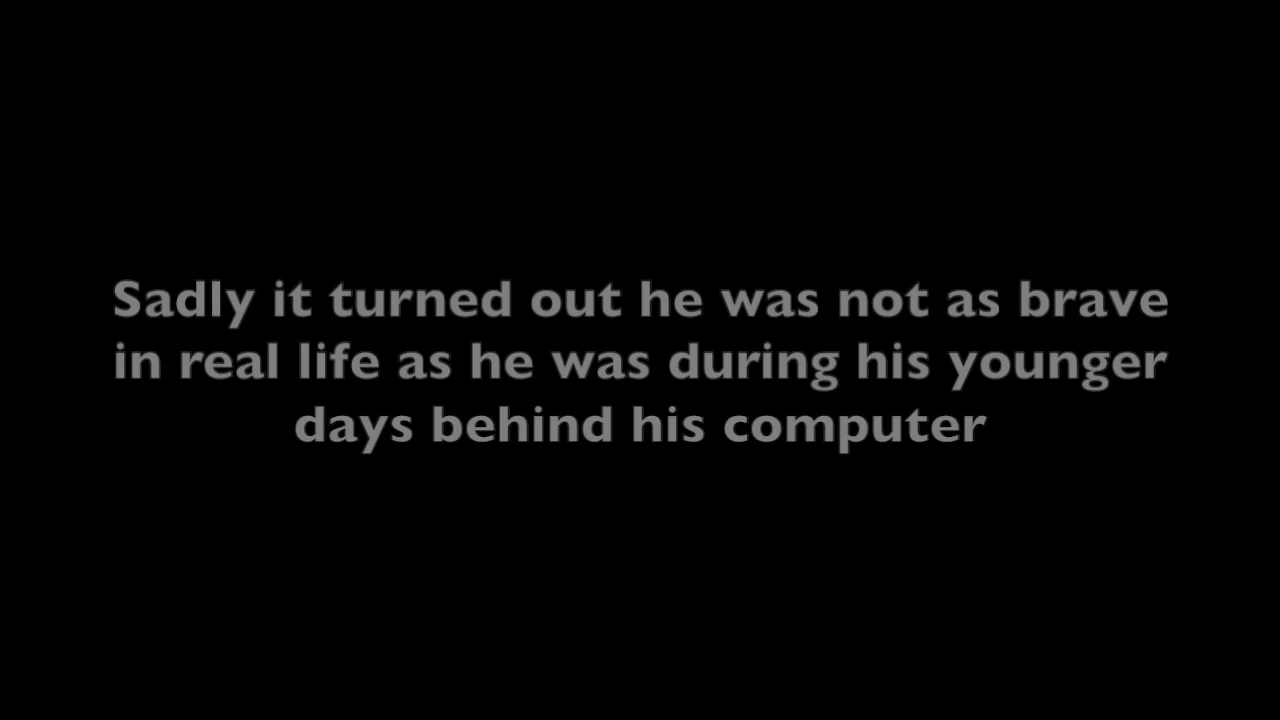 Sadly it turned out he was not as brave
in real life as he was during his younger
days behind his computer